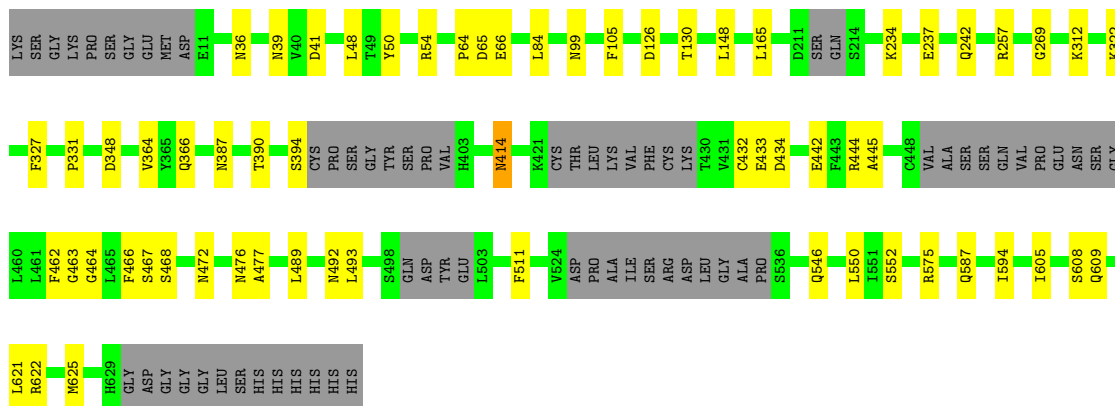 LYS SER GLY LYS PRO SER GLY GLU MET ASP E11 N36 N39 V40 D41 L48 T49 Y50 R54 P64 D65 E66 L84 N99 F105 D126 T130 L148 L165 D211 SER GLN S214 K234 E237 Q242 R257 G269 K312
F327 P331 D348 V364 Y365 Q366 N387 T390 S394 CYS PRO SER GLY TYR SER PRO VAL H403 N414 K421 CYS THR LEU LYS VAL PHE CYS LYS T430 V431 C432 E433 D434 E442 F443 R444 A445 C448 VAL ALA SER SER GLN VAL PRO GLU ASN SER GLY
L460 L461 F462 G463 G464 L465 F466 S467 S468 N472 N476 A477 L489 N492 L493 S498 GLN ASP TYR GLU L503 F511 V524 ASP PRO ALA ILE SER ARG ASP LEU GLY ALA PRO S536 Q546 L550 I551 S552 R575 Q587 I594 I605 S608 Q609
L621 R622 M625 H629 GLY ASP GLY GLY GLY LEU SER HIS HIS HIS HIS HIS HIS